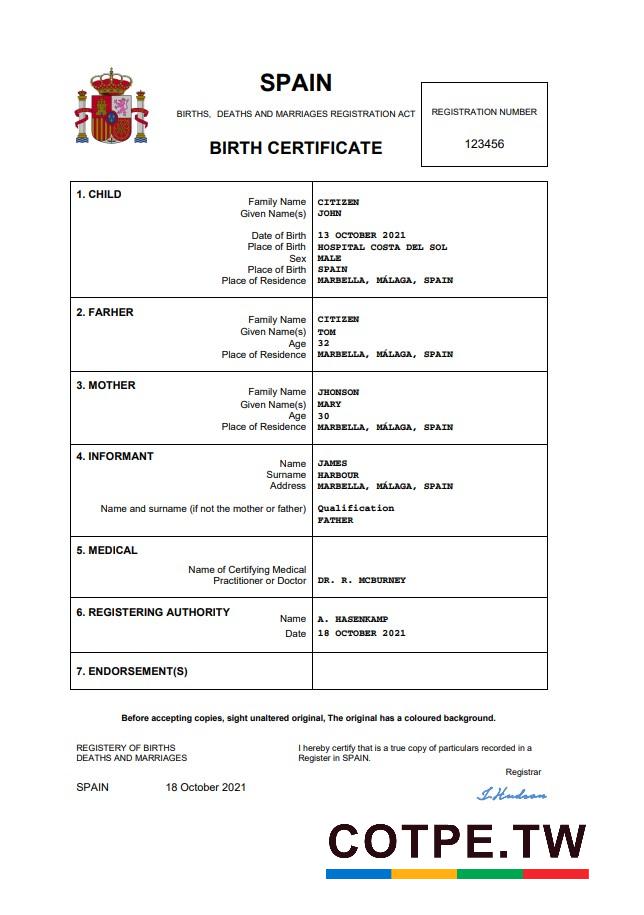 SPAIN
BIRTHS, DEATHS AND MARRIAGES REGISTRATION ACT
BIRTH CERTIFICATE
REGISTRATION NUMBER
123456
1. CHILD
Family Name CITIZEN
Given Name(s) JOHN
Date of Birth 13 OCTOBER 2021
Place of Birth HOSPITAL COSTA DEL SOL
Sex MALE
Place of Birth SPAIN
Place of Residence MARBELLA, MÁLAGA, SPAIN
2. FARHER
Family Name CITIZEN
Given Name(s) TOM
Age 32
Place of Residence MARBELLA, MÁLAGA, SPAIN
3. MOTHER
Family Name JHONSON
Given Name(s) MARY
Age 30
Place of Residence MARBELLA, MÁLAGA, SPAIN
4. INFORMANT
Name JAMES
Surname HARBOUR
Address MARBELLA, MÁLAGA, SPAIN
Name and surname (if not the mother or father) Qualification
FATHER
5. MEDICAL
Name of Certifying Medical
Practitioner or Doctor DR. R. MCBURNEY
6. REGISTERING AUTHORITY
Name A. HASENKAMP
Date 18 OCTOBER 2021
7. ENDORSEMENT(S)
Before accepting copies, sight unaltered original, The original has a coloured background.
REGISTERY OF BIRTHS
DEATHS AND MARRIAGES
I hereby certify that is a true copy of particulars recorded in a
Register in SPAIN.
Registrar
SPAIN 18 October 2021
J. Hudson
COTPE.TW